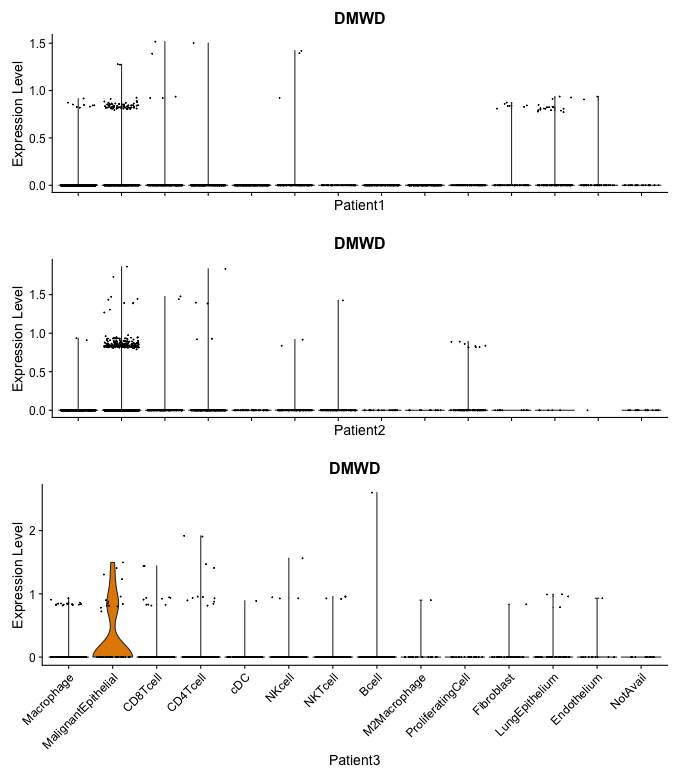 DMWD
Expression Level
1.5
1.0
0.5
0.0
Patient1
DMWD
Expression Level
1.5
1.0
0.5
0.0
Patient2
DMWD
Expression Level
2
1
0
Macrophage
MalignantEpithelial
CD8Tcell
CD4Tcell
cDC
NKcell
NKTcell
Bcell
M2Macrophage
ProliferatingCell
Fibroblast
LungEpithelium
Endothelium
NotAvail
Patient3